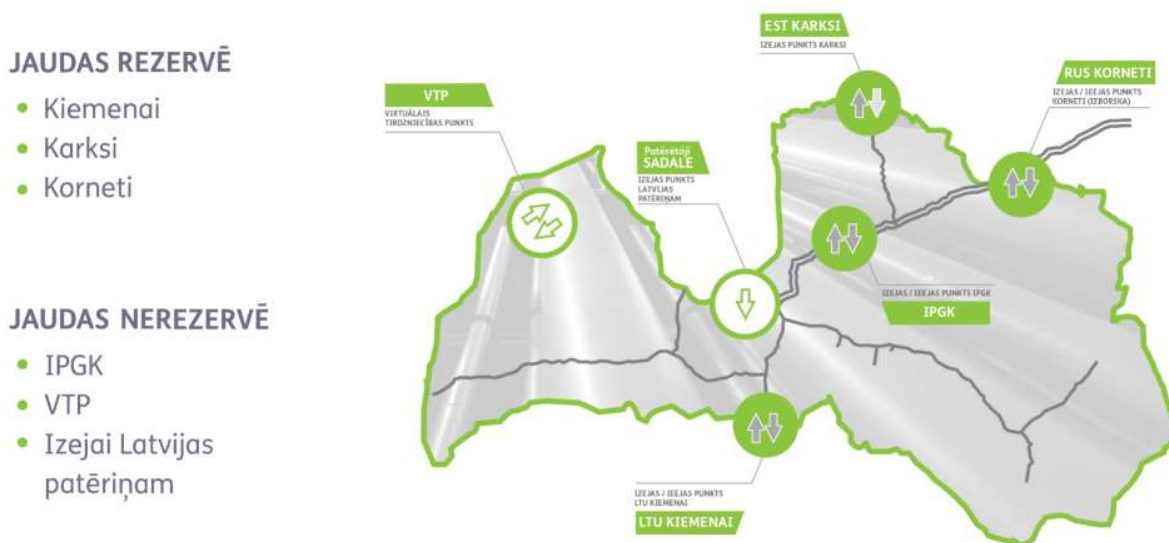 JAUDAS REZERVĒ
• Kiemenai
• Karksi
• Korneti
JAUDAS NEREZERVĒ
• IPGK
• VTP
• Izejai Latvijas
patēriņam
VTP
VIRTUĀLAIS
TIRDZNIECĪBAS PUNKTS
Patērētāji
SADALE
IZEJAS PUNKTS
LATVIJAS
PATĒRIŅAM
EST KARKSI
IZEJAS PUNKTS KARKSI
RUS KORNETI
IZEJAS / IEEJAS PUNKTS
KORNETI (IZBORSKA)
IZEJAS / IEEJAS PUNKTS IPGK
IPGK
IZEJAS / IEEJAS PUNKTS
LTU KIEMENAI
LTU KIEMENAI